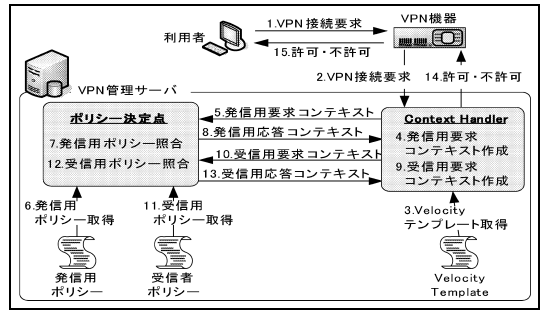 利用者
1.VPN接続要求
15.許可・不許可
VPN機器
VPN管理サーバ
2.VPN接続要求
14.許可・不許可
ポリシー決定点
7.発信用ポリシー照合
12.受信用ポリシー照合
5.発信用要求コンテキスト
8.発信用応答コンテキスト
10.受信用要求コンテキスト
13.受信用応答コンテキスト
Context Handler
4.発信用要求
コンテキスト作成
9.受信用要求
コンテキスト作成
6.発信用
ポリシー取得
11.受信用
ポリシー取得
3.Velocity
テンプレート取得
発信用
ポリシー
受信者
ポリシー
Velocity
Template